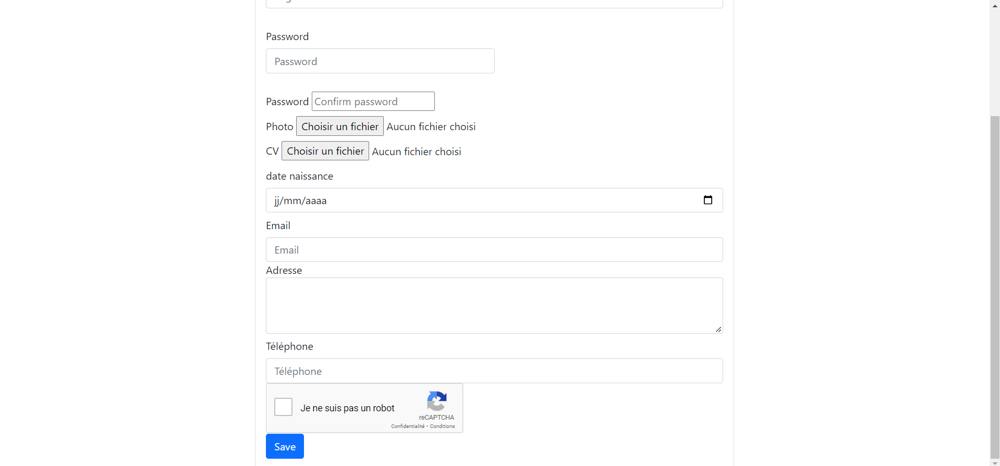 Password
Password
Password Confirm password
Photo Choisir un fichier Aucun fichier choisi
CV Choisir un fichier Aucun fichier choisi
date naissance
jj/mm/aaaa
Email
Email
Adresse
Téléphone
Téléphone
Je ne suis pas un robot
reCAPTCHA
Confidentialité - Conditions
Save